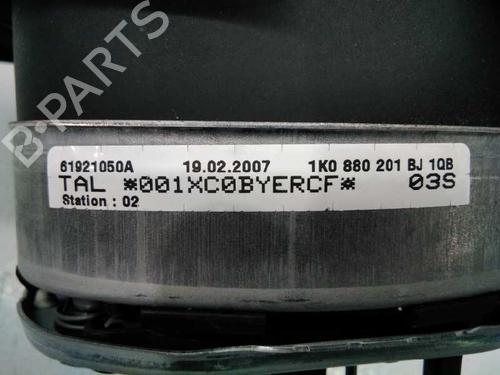 B-PARTS
61921050A 19.02.2007 1K0 880 201 BJ 1QB
TAL *001XC0BYERCF* 03S
Station : 02